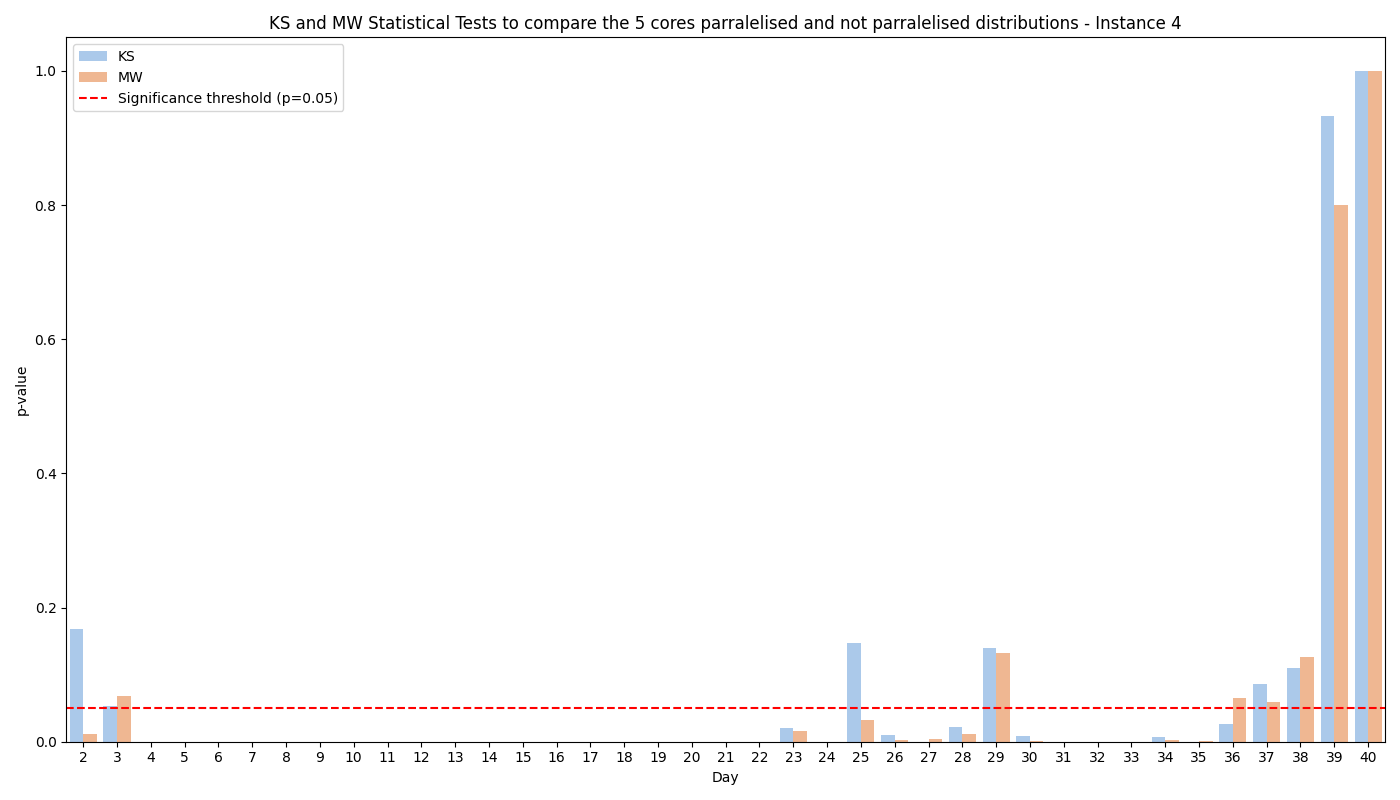 KS and MW Statistical Tests to compare the 5 cores parralelised and not parralelised distributions - Instance 4
KS
MW
Significance threshold (p=0.05)
1.0
0.8
0.6
0.4
0.2
0.0
p-value
2 3 4 5 6 7 8 9 10 11 12 13 14 15 16 17 18 19 20 21 22 23 24 25 26 27 28 29 30 31 32 33 34 35 36 37 38 39 40
Day